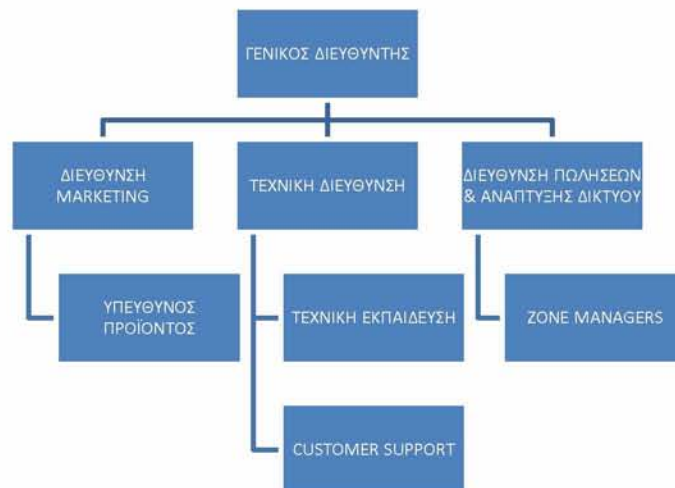 ΓΕΝΙΚΟΣ ΔΙΕΥΘΥΝΤΗΣ
ΔΙΕΥΘΥΝΣΗ
MARKETING
ΤΕΧΝΙΚΗ ΔΙΕΥΘΥΝΣΗ
ΔΙΕΥΘΥΝΣΗ ΠΩΛΗΣΕΩΝ
& ΑΝΑΠΤΥΞΗΣ ΔΙΚΤΥΟΥ
ΥΠΕΥΘΥΝΟΣ
ΠΡΟΪΟΝΤΟΣ
ΤΕΧΝΙΚΗ ΕΚΠΑΙΔΕΥΣΗ
ZONE MANAGERS
CUSTOMER SUPPORT